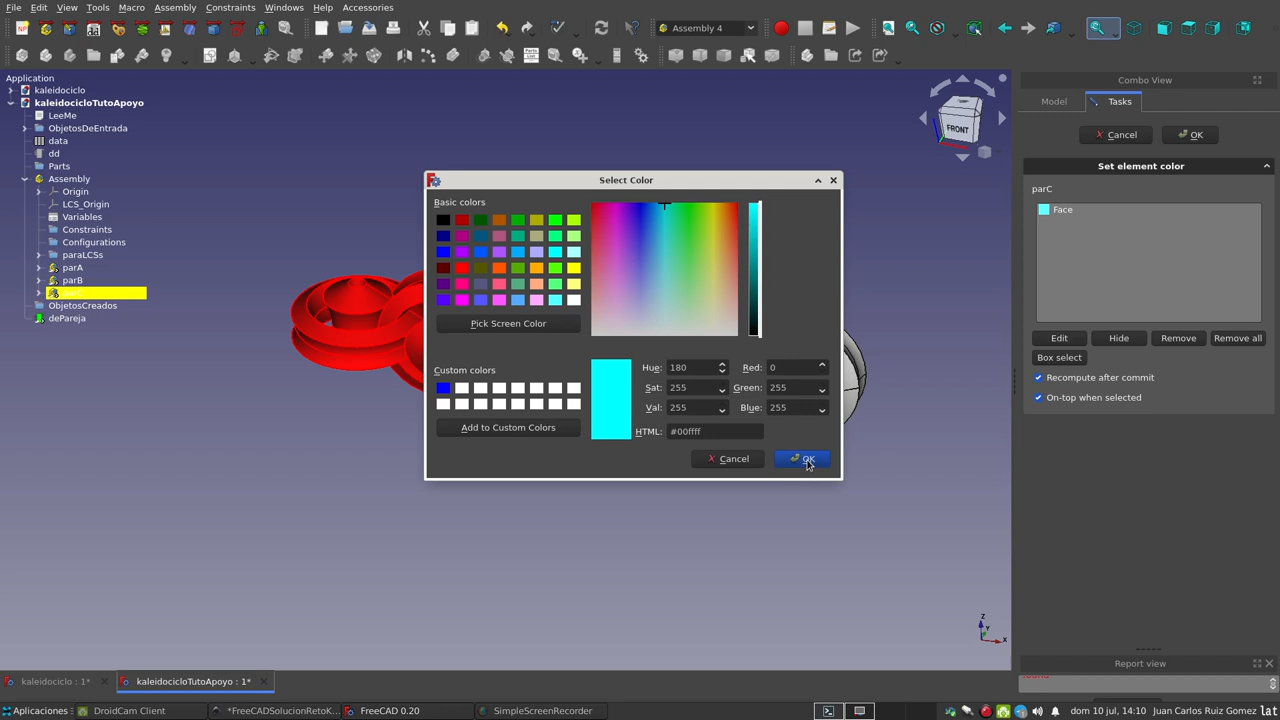 File Edit View Tools Macro Assembly Constraints Windows Help Accessories
Assembly 4
Application
kaleidociclo
kaleidocicloTutoApoyo
LeeMe
ObjetosDeEntrada
data
dd
Parts
Assembly
Origin
LCS_Origin
Variables
Constraints
Configurations
paraLCSs
parA
parB
ObjetosCreados
dePareja
FRONT
Select Color
Basic colors
Pick Screen Color
Custom colors
Add to Custom Colors
Hue: 180 Red: 0
Sat: 255 Green: 255
Val: 255 Blue: 255
HTML: #00ffff
Cancel OK
Combo View
Model Tasks
Cancel OK
Set element color
parC
Face
Edit Hide Remove Remove all
Box select
Recompute after commit
On-top when selected
Z
Y
X
Report view
kaleidociclo : 1* kaleidocicloTutoApoyo : 1*
Aplicaciones DroidCam Client *FreeCADSolucionRetoK... FreeCAD 0.20 SimpleScreenRecorder dom 10 jul, 14:10 Juan Carlos Ruiz Gomez lat